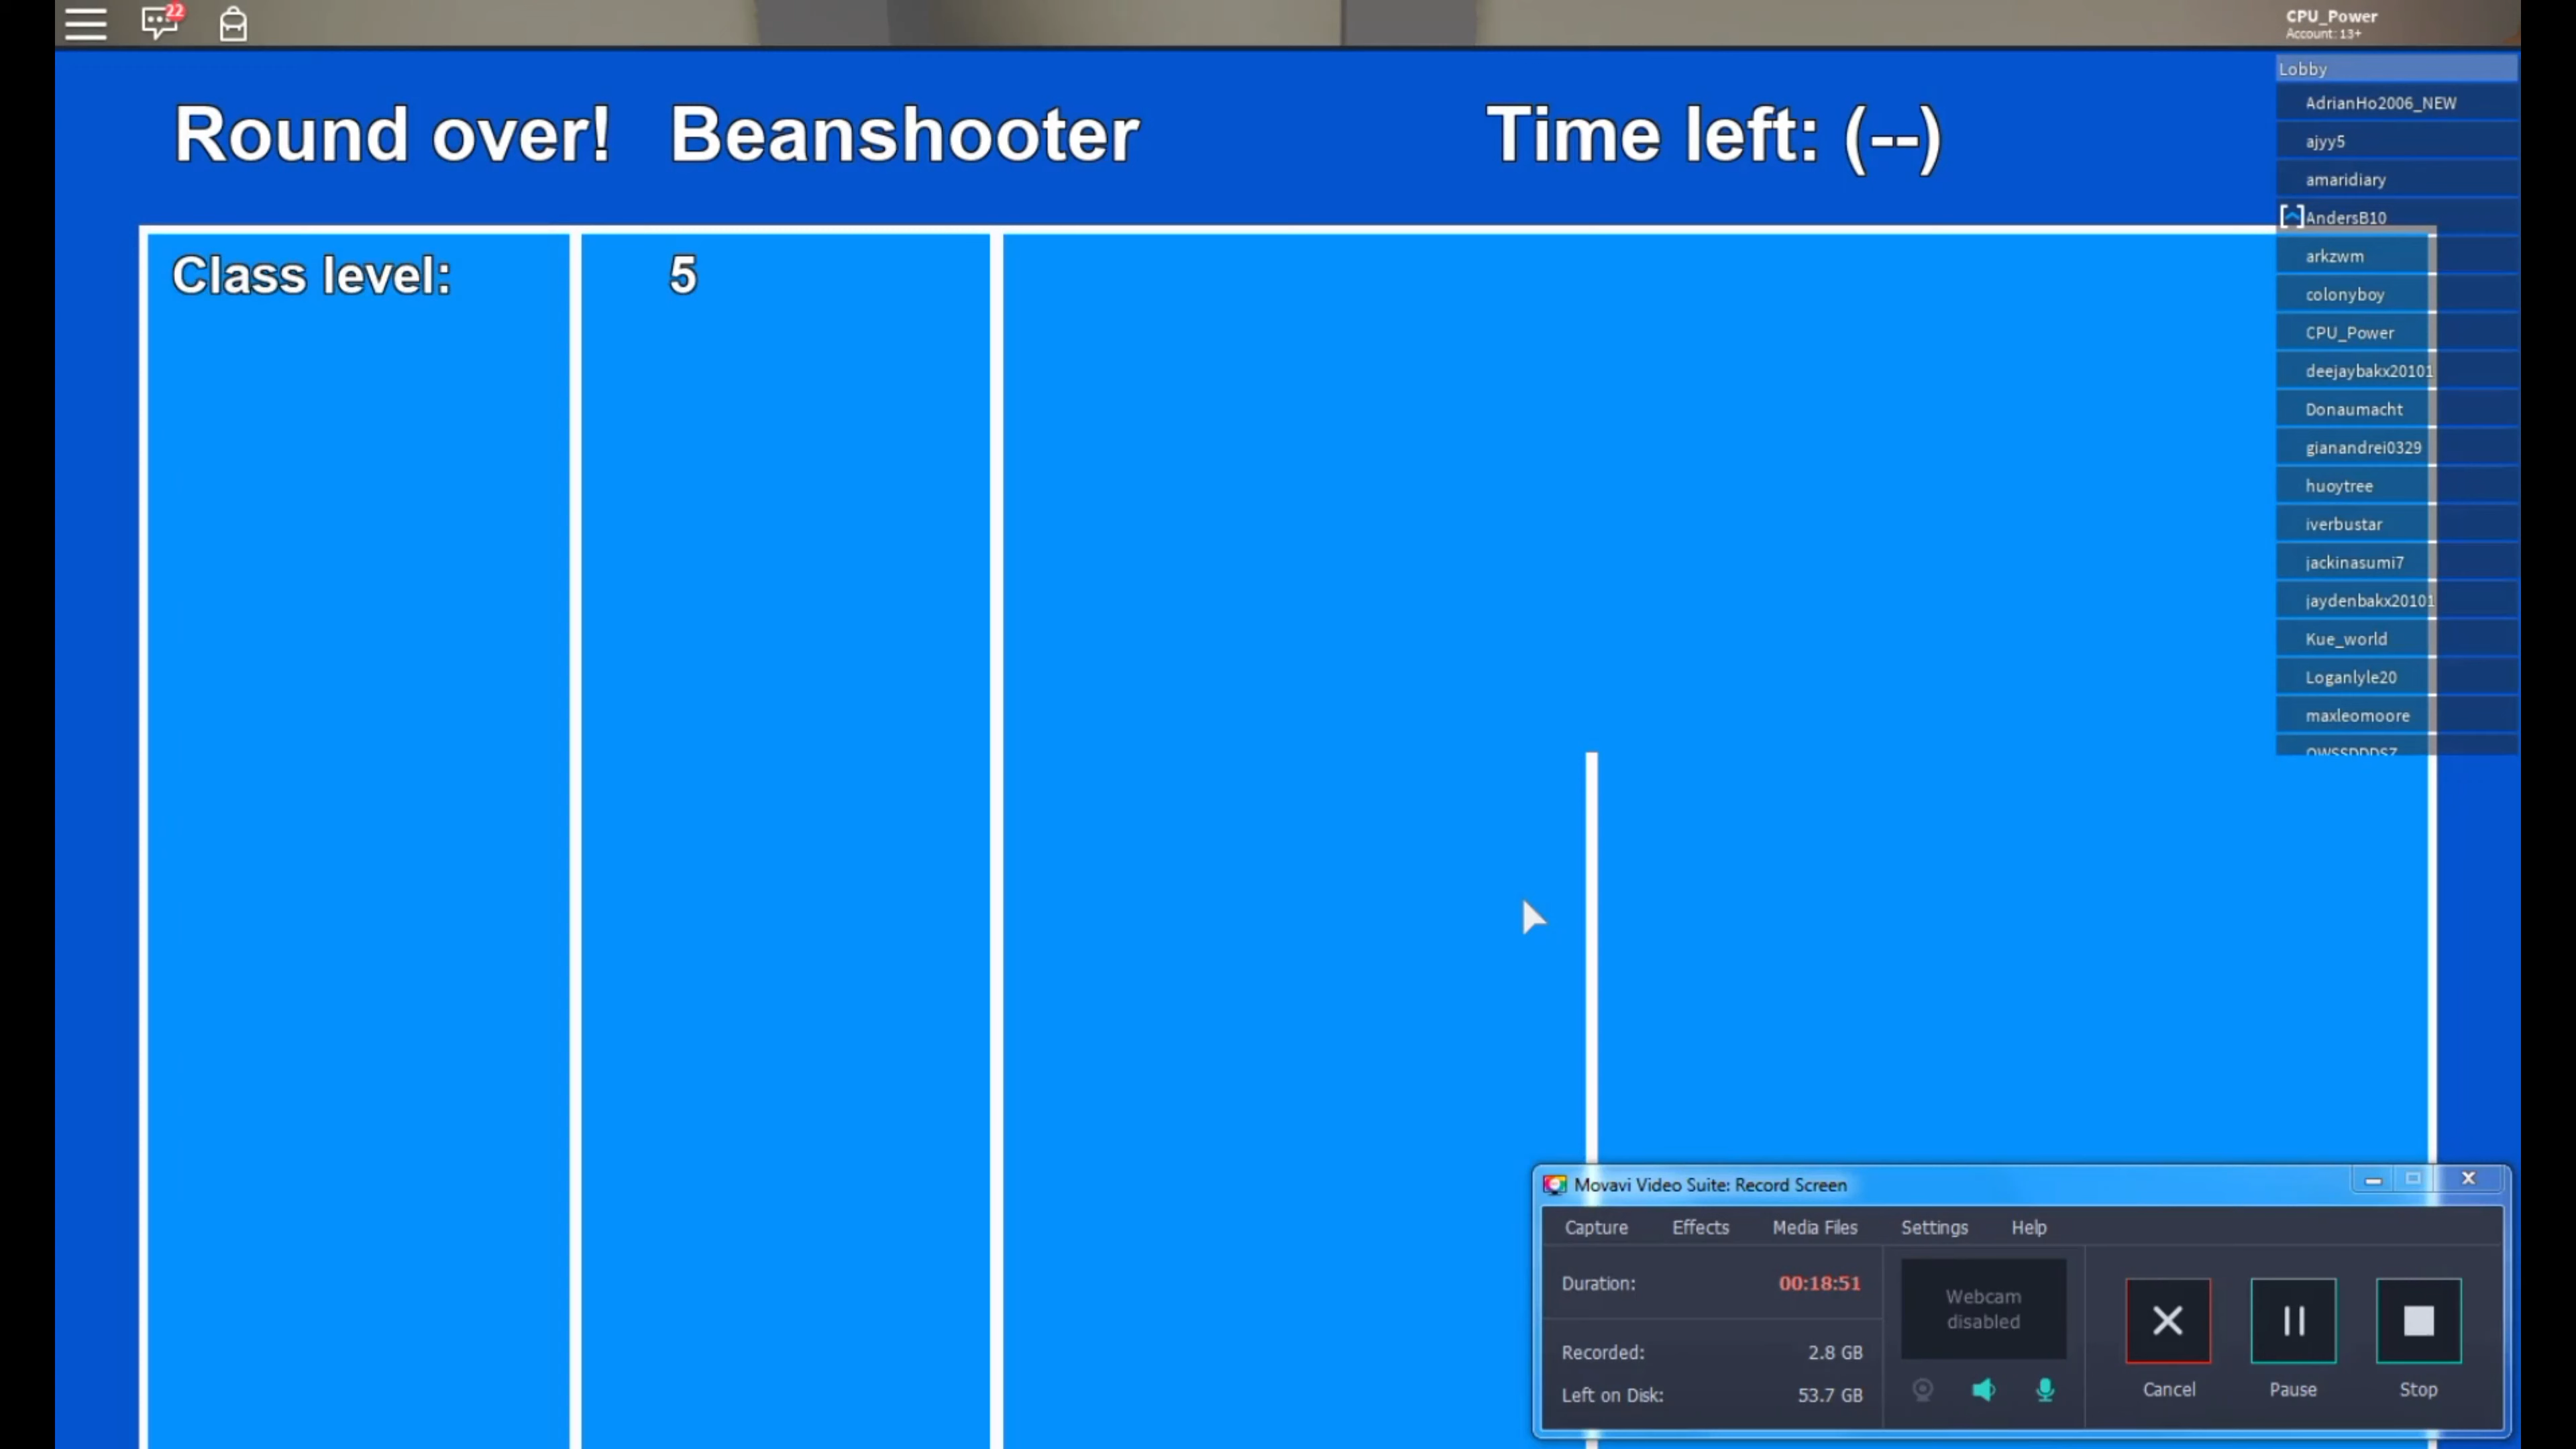 22
CPU_Power
Account: 13+
Round over! Beanshooter Time left: (--)
Class level: 5
Lobby
AdrianHo2006_NEW
ajyy5
amaridiary
AndersB10
arkzwm
colonyboy
CPU_Power
deejaybakx20101
Donaumacht
gianandrei0329
huoytree
iverbustar
jackinasumi7
jaydenbakx20101
Kue_world
Loganlyle20
maxleomoore
Movavi Video Suite: Record Screen
Capture Effects Media Files Settings Help
Duration: 00:18:51
Recorded: 2.8 GB
Left on Disk: 53.7 GB
Webcam
disabled
Cancel Pause Stop